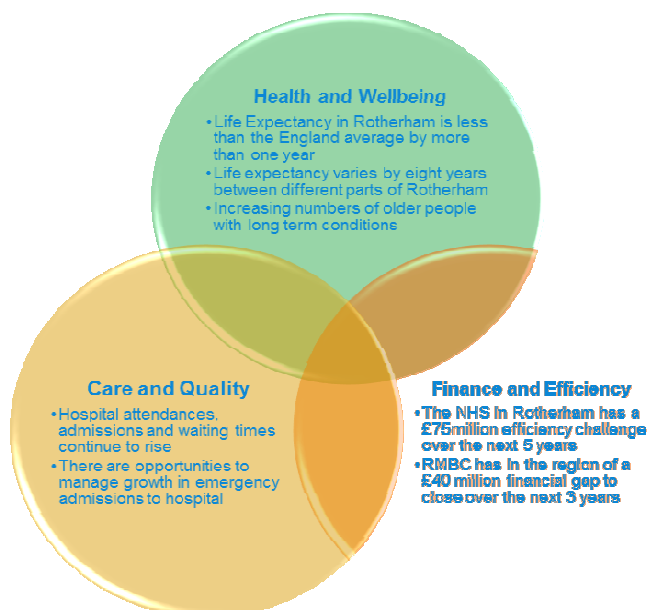 Health and Wellbeing
•Life Expectancy in Rotherham is less
than the England average by more
than one year
•Life expectancy varies by eight years
between different parts of Rotherham
•Increasing numbers of older people
with long term conditions
Care and Quality
•Hospital attendances,
admissions and waiting times
continue to rise
•There are opportunities to
manage growth in emergency
admissions to hospital
Finance and Efficiency
•The NHS in Rotherham has a
£75million efficiency challenge
over the next 5 years
•RMBC has in the region of a
£40 million financial gap to
close over the next 3 years